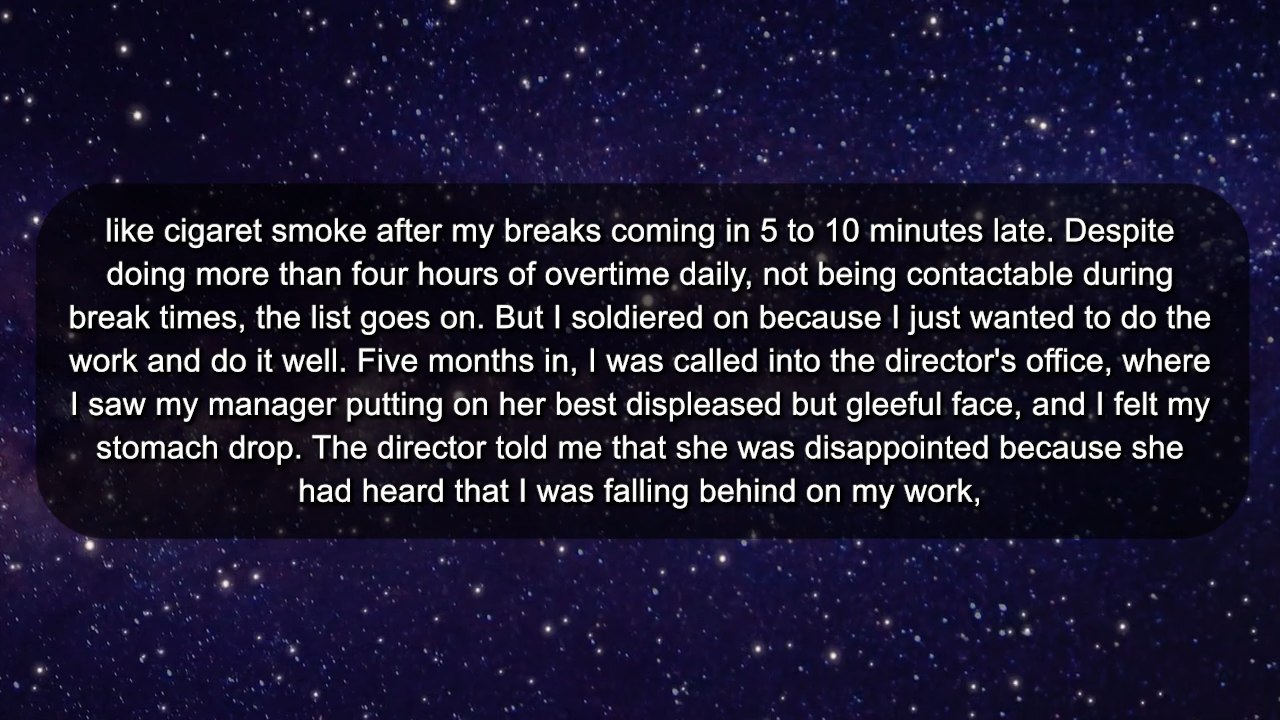 like cigaret smoke after my breaks coming in 5 to 10 minutes late. Despite
doing more than four hours of overtime daily, not being contactable during
break times, the list goes on. But I soldiered on because I just wanted to do the
work and do it well. Five months in, I was called into the director's office, where
I saw my manager putting on her best displeased but gleeful face, and I felt my
stomach drop. The director told me that she was disappointed because she
had heard that I was falling behind on my work,